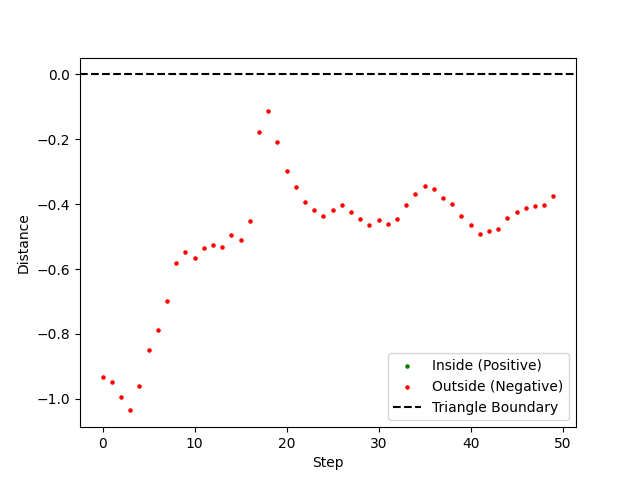 0.0
−0.2
−0.4
−0.6
−0.8
−1.0
Distance
0 10 20 30 40 50
Step
Inside (Positive)
Outside (Negative)
Triangle Boundary